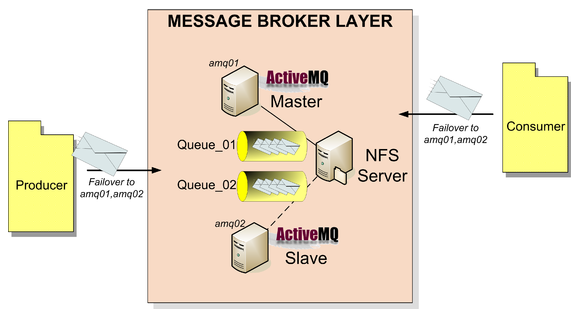 MESSAGE BROKER LAYER
amq01
ActiveMQ
Master
Queue_01
NFS
Server
Queue_02
amq02
ActiveMQ
Slave
Producer
Failover to
amq01,amq02
Failover to
amq01,amq02
Consumer